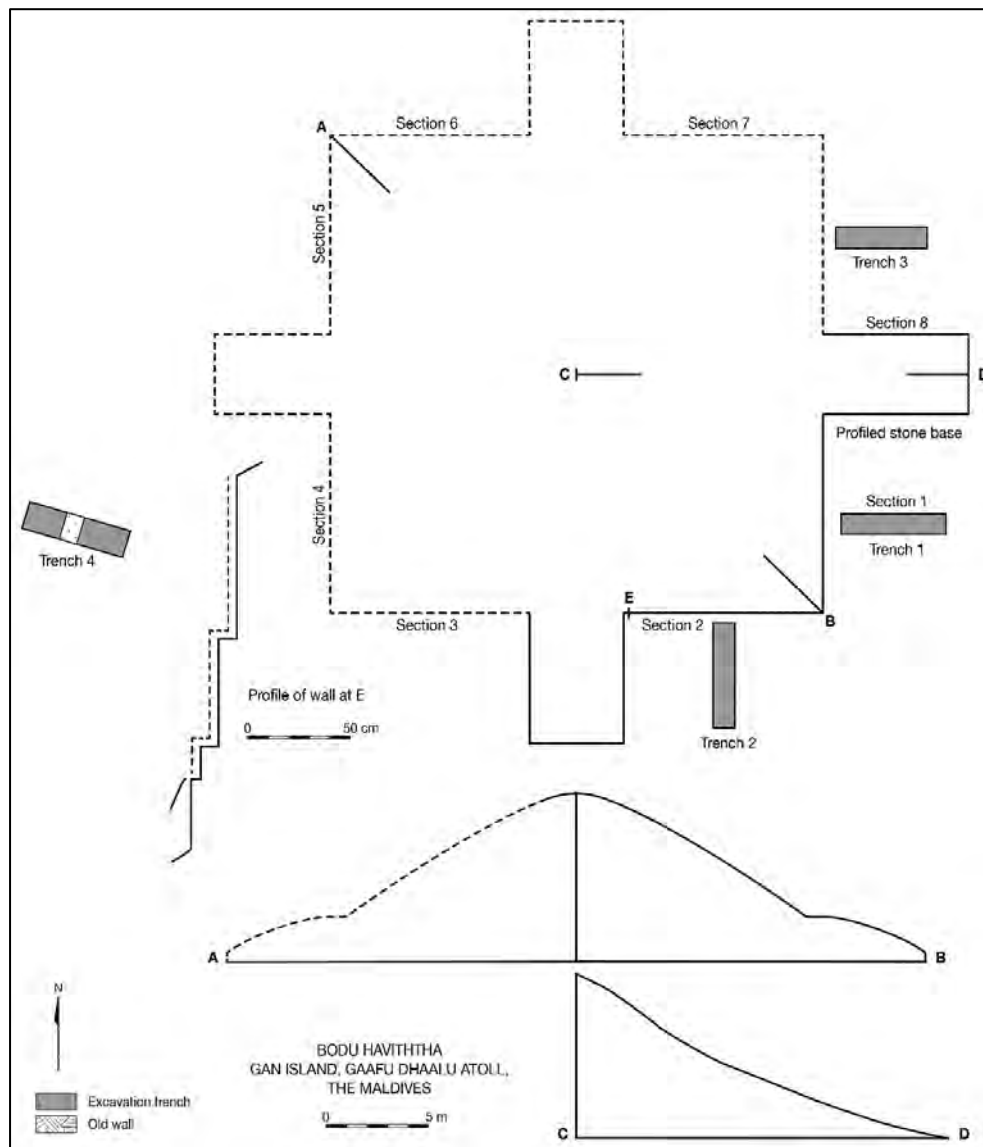 A
Section 6
Section 7
Section 5
Trench 3
Section 8
C
D
Profiled stone base
Section 4
Section 1
Trench 1
Trench 4
E
B
Section 3
Section 2
Profile of wall at E
0 50 cm
Trench 2
A
B
N
BODU HAVITHTHA
GAN ISLAND, GAAFU DHAALU ATOLL,
THE MALDIVES
Excavation trench
Old wall
0 5 m
C
D